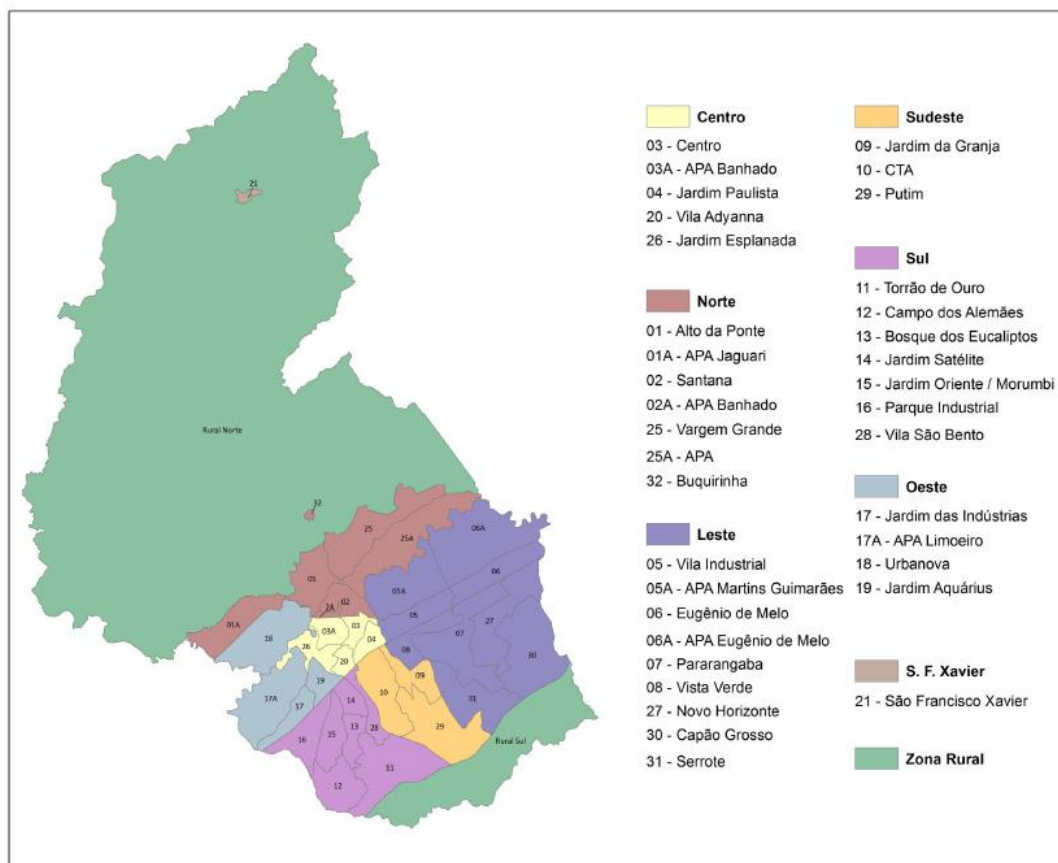 Centro
03 - Centro
03A - APA Banhado
04 - Jardim Paulista
20 - Vila Adyanna
26 - Jardim Esplanada
Norte
01 - Alto da Ponte
01A - APA Jaguari
02 - Santana
02A - APA Banhado
25 - Vargem Grande
25A - APA
32 - Buquirinha
Leste
05 - Vila Industrial
05A - APA Martins Guimarães
06 - Eugênio de Melo
06A - APA Eugênio de Melo
07 - Pararangaba
08 - Vista Verde
27 - Novo Horizonte
30 - Capão Grosso
31 - Serrote
Sudeste
09 - Jardim da Granja
10 - CTA
29 - Putim
Sul
11 - Torrão de Ouro
12 - Campo dos Alemães
13 - Bosque dos Eucaliptos
14 - Jardim Satélite
15 - Jardim Oriente / Morumbi
16 - Parque Industrial
28 - Vila São Bento
Oeste
17 - Jardim das Indústrias
17A - APA Limoeiro
18 - Urbanova
19 - Jardim Aquárius
S. F. Xavier
21 - São Francisco Xavier
Zona Rural
21
Rural Norte
32
25
06A
25A
01
06
05A
2A
02
01A
05
03
03A
18
04
07
27
26
08
20
30
09
19
10
17A
14
31
17
13
28
29
15
16
Rural Sul
11
12